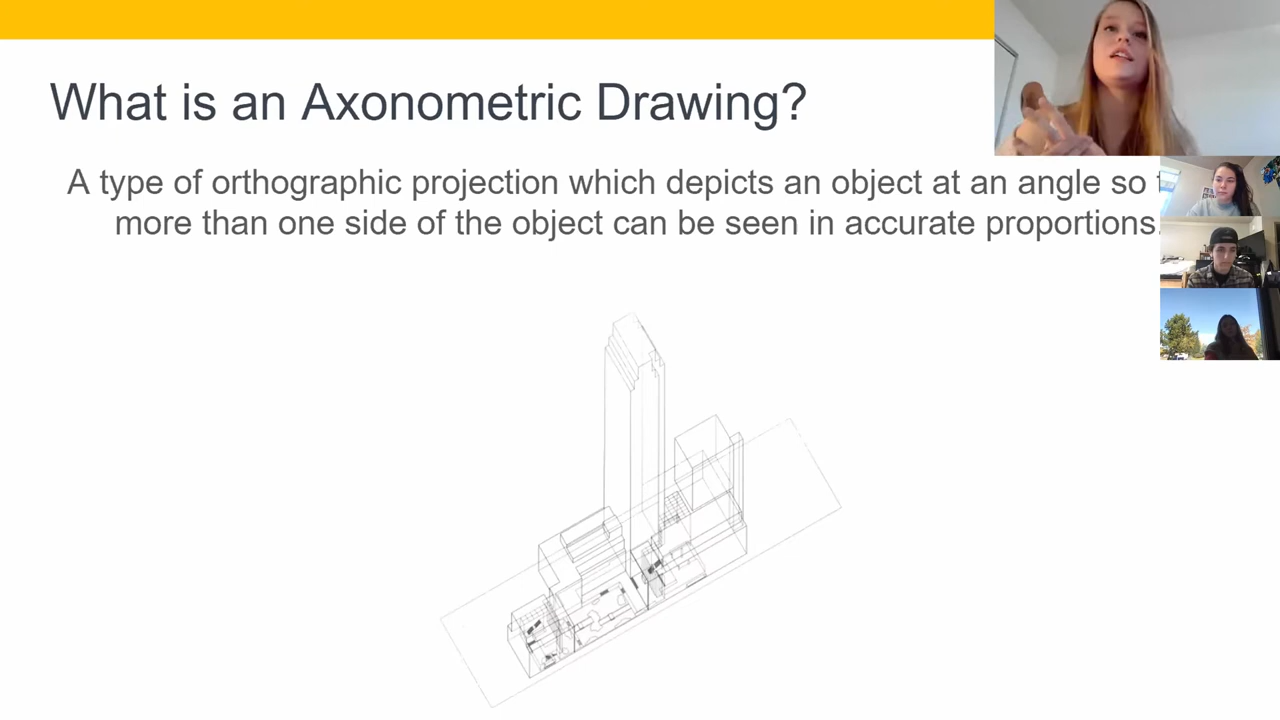 What is an Axonometric Drawing?
A type of orthographic projection which depicts an object at an angle so
more than one side of the object can be seen in accurate proportions.